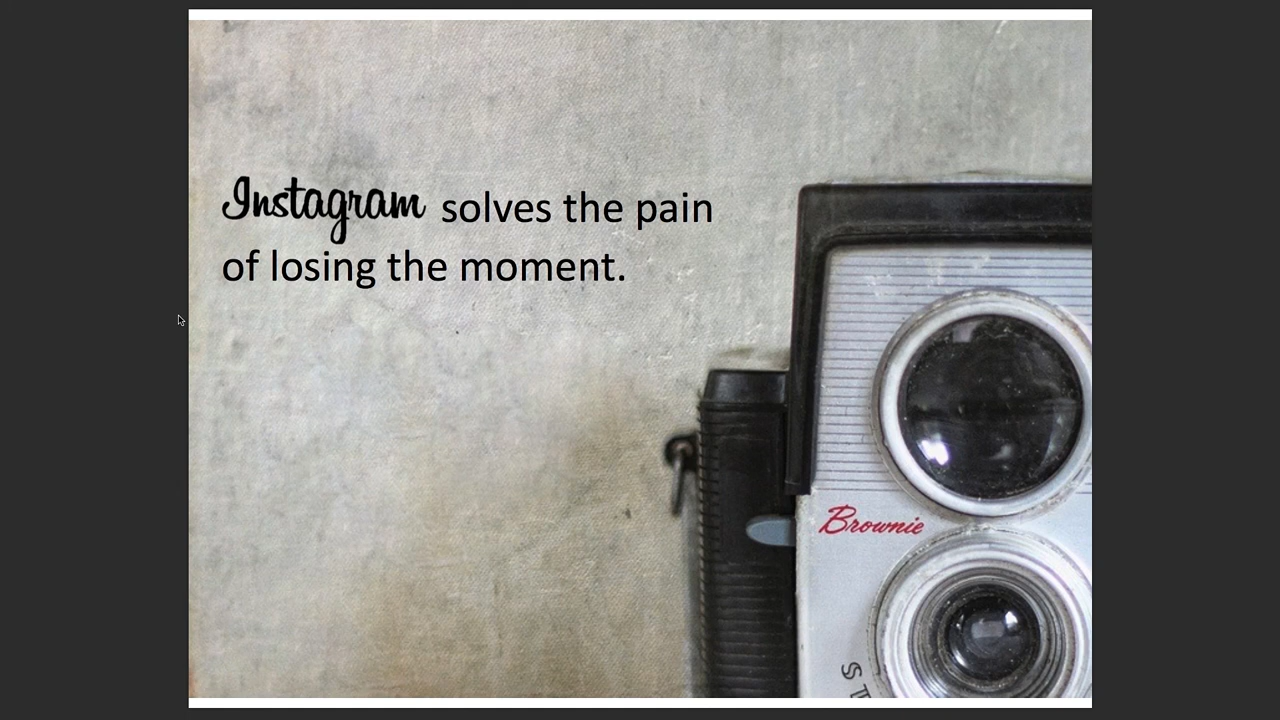 Instagram solves the pain
of losing the moment.
Brownie